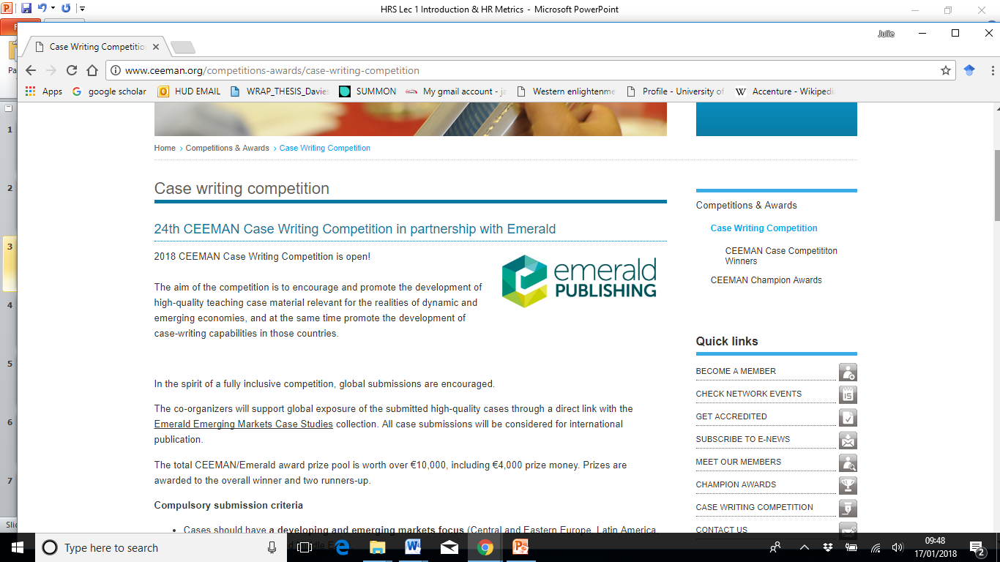 HRS Lec 1 Introduction & HR Metrics - Microsoft PowerPoint
Julie
Case Writing Competitio
www.ceeman.org/competitions-awards/case-writing-competition
Apps google scholar HUD EMAIL WRAP_THESIS_Davies SUMMON My gmail account - ja Western enlightenme Profile - University of Accenture - Wikipedi
Home > Competitions & Awards > Case Writing Competition
Case writing competition
24th CEEMAN Case Writing Competition in partnership with Emerald
2018 CEEMAN Case Writing Competition is open!
emerald
PUBLISHING
The aim of the competition is to encourage and promote the development of
high-quality teaching case material relevant for the realities of dynamic and
emerging economies, and at the same time promote the development of
case-writing capabilities in those countries.
In the spirit of a fully inclusive competition, global submissions are encouraged.
The co-organizers will support global exposure of the submitted high-quality cases through a direct link with the
Emerald Emerging Markets Case Studies collection. All case submissions will be considered for international
publication.
The total CEEMAN/Emerald award prize pool is worth over €10,000, including €4,000 prize money. Prizes are
awarded to the overall winner and two runners-up.
Compulsory submission criteria
• Cases should have a developing and emerging markets focus (Central and Eastern Europe, Latin America,
Competitions & Awards
Case Writing Competition
CEEMAN Case Competititon
Winners
CEEMAN Champion Awards
Quick links
BECOME A MEMBER
CHECK NETWORK EVENTS
15
GET ACCREDITED
SUBSCRIBE TO E-NEWS
MEET OUR MEMBERS
CHAMPION AWARDS
CASE WRITING COMPETITION
CONTACT US
1
2
3
4
5
6
7
Type here to search
09:48
17/01/2018
2